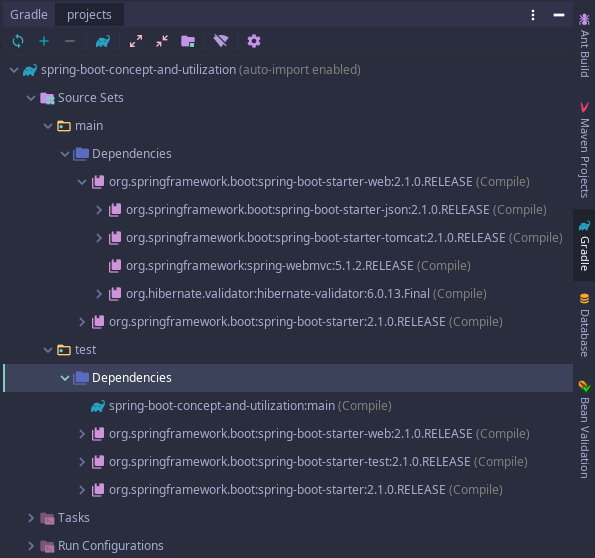 Gradle projects
spring-boot-concept-and-utilization (auto-import enabled)
Source Sets
main
Dependencies
org.springframework.boot:spring-boot-starter-web:2.1.0.RELEASE (Compile)
org.springframework.boot:spring-boot-starter-json:2.1.0.RELEASE (Compile)
org.springframework.boot:spring-boot-starter-tomcat:2.1.0.RELEASE (Compile)
org.springframework:spring-webmvc:5.1.2.RELEASE (Compile)
org.hibernate.validator:hibernate-validator:6.0.13.Final (Compile)
org.springframework.boot:spring-boot-starter:2.1.0.RELEASE (Compile)
test
Dependencies
spring-boot-concept-and-utilization:main (Compile)
org.springframework.boot:spring-boot-starter-web:2.1.0.RELEASE (Compile)
org.springframework.boot:spring-boot-starter-test:2.1.0.RELEASE (Compile)
org.springframework.boot:spring-boot-starter:2.1.0.RELEASE (Compile)
Tasks
Run Configurations
Ant Build
Maven Projects
Gradle
Database
Bean Validation